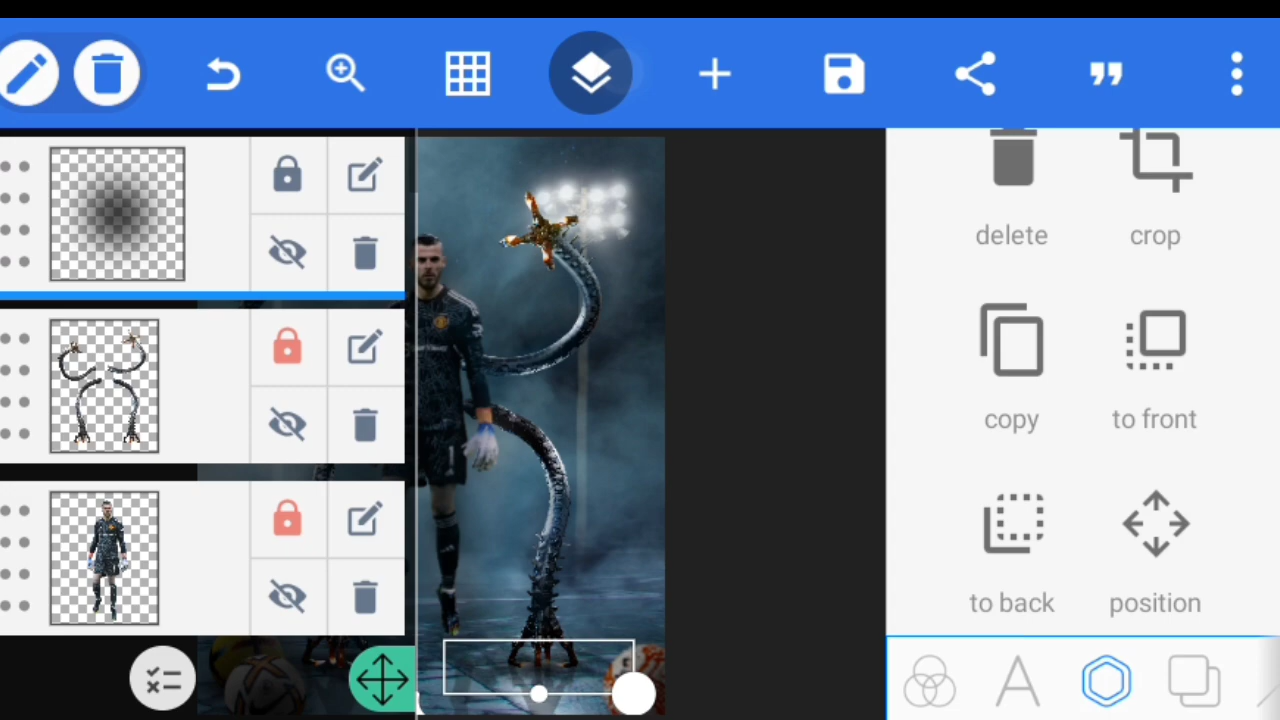 delete
crop
copy
to front
to back
position